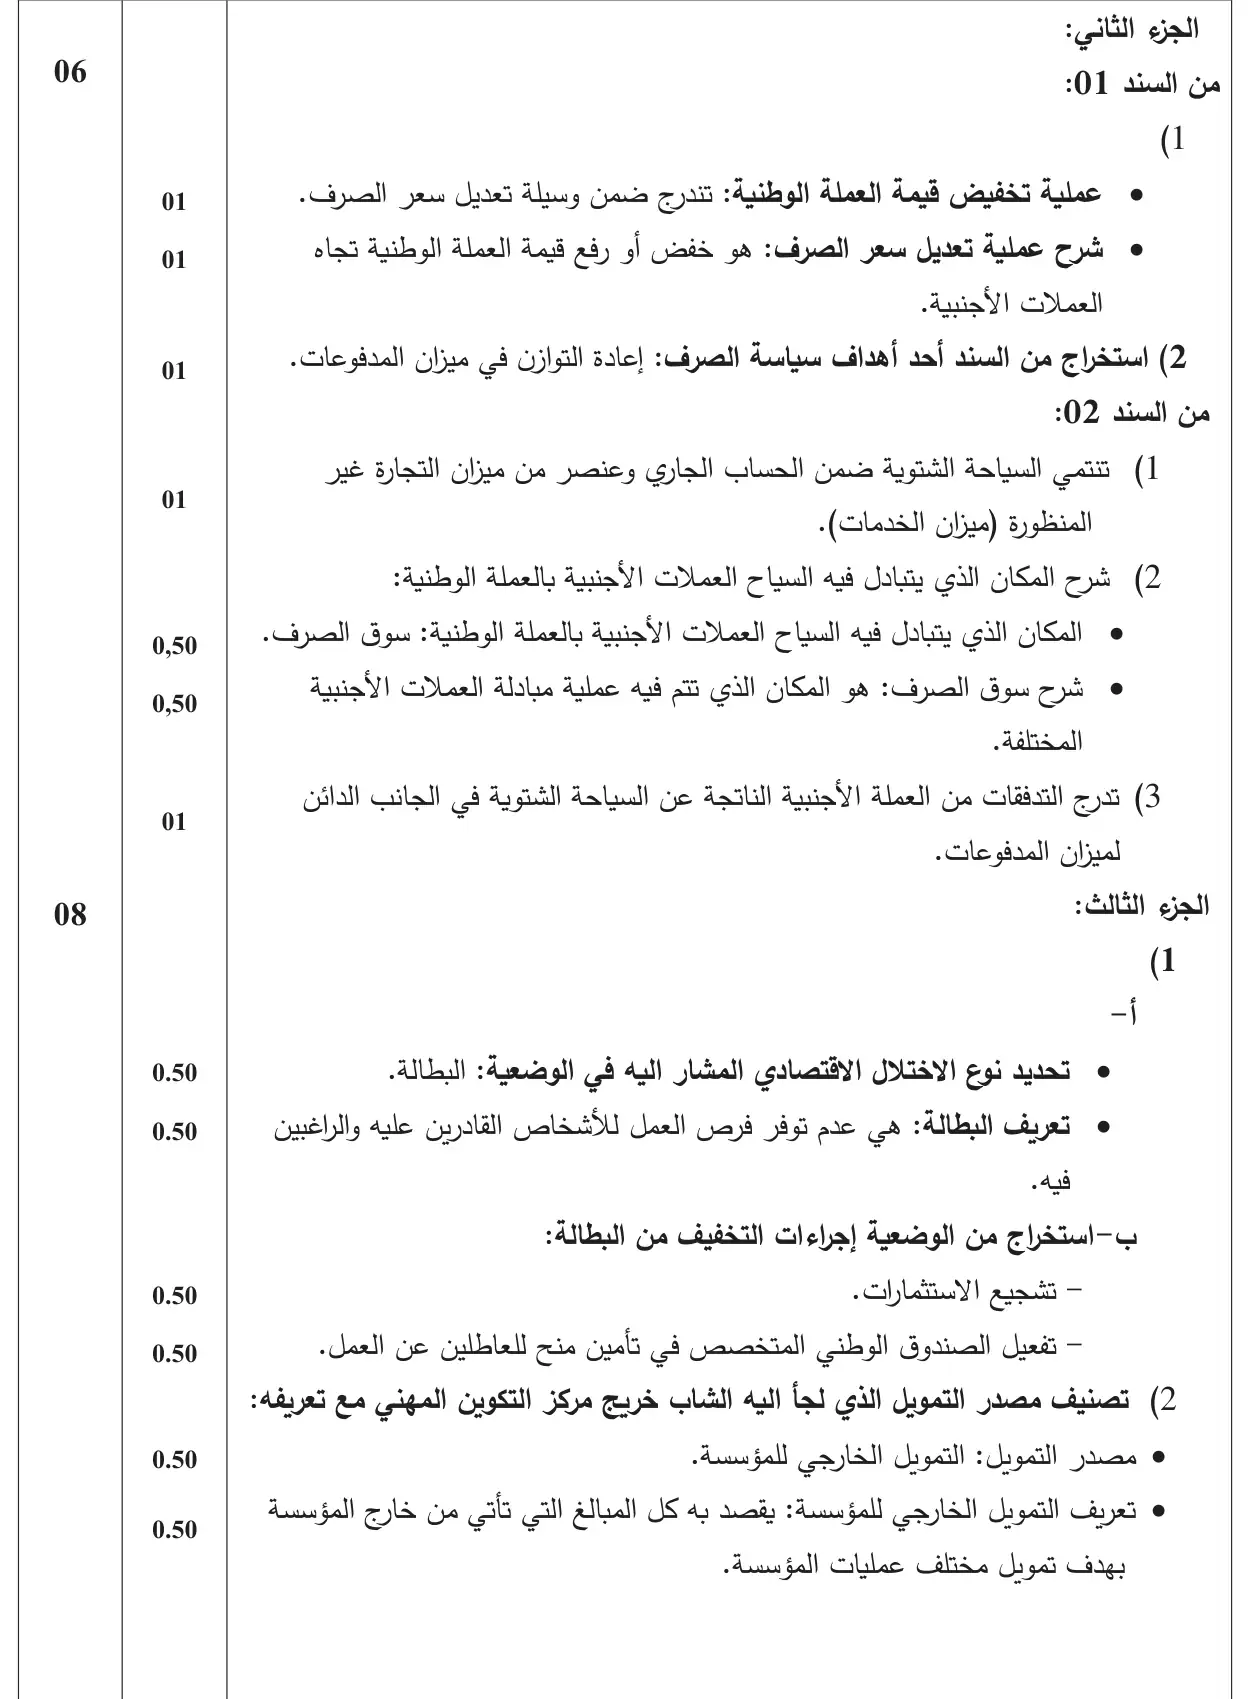 الجزء الثاني:
06
من السند 01:
1)
• عملية تخفيض قيمة العملة الوطنية: تندرج ضمن وسيلة تعديل سعر الصرف.
01
• شرح عملية تعديل سعر الصرف: هو خفض أو رفع قيمة العملة الوطنية تجاه
01
العملات الأجنبية.
2) استخراج من السند أحد أهداف سياسة الصرف: إعادة التوازن في ميزان المدفوعات.
01
من السند 02:
1) تنتمي السياحة الشتوية ضمن الحساب الجاري وعنصر من ميزان التجارة غير
01
المنظورة (ميزان الخدمات).
2) شرح المكان الذي يتبادل فيه السياح العملات الأجنبية بالعملة الوطنية:
• المكان الذي يتبادل فيه السياح العملات الأجنبية بالعملة الوطنية: سوق الصرف.
0,50
• شرح سوق الصرف: هو المكان الذي تتم فيه عملية مبادلة العملات الأجنبية
0,50
المختلفة.
3) تدرج التدفقات من العملة الأجنبية الناتجة عن السياحة الشتوية في الجانب الدائن
01
لميزان المدفوعات.
الجزء الثالث:
08
1)
أ-
• تحديد نوع الاختلال الاقتصادي المشار اليه في الوضعية: البطالة.
0.50
• تعريف البطالة: هي عدم توفر فرص العمل للأشخاص القادرين عليه والراغبين
0.50
فيه.
ب-استخراج من الوضعية إجراءات التخفيف من البطالة:
- تشجيع الاستثمارات.
0.50
- تفعيل الصندوق الوطني المتخصص في تأمين منح للعاطلين عن العمل.
0.50
2) تصنيف مصدر التمويل الذي لجأ اليه الشاب خريج مركز التكوين المهني مع تعريفه:
• مصدر التمويل: التمويل الخارجي للمؤسسة.
0.50
• تعريف التمويل الخارجي للمؤسسة: يقصد به كل المبالغ التي تأتي من خارج المؤسسة
0.50
بهدف تمويل مختلف عمليات المؤسسة.